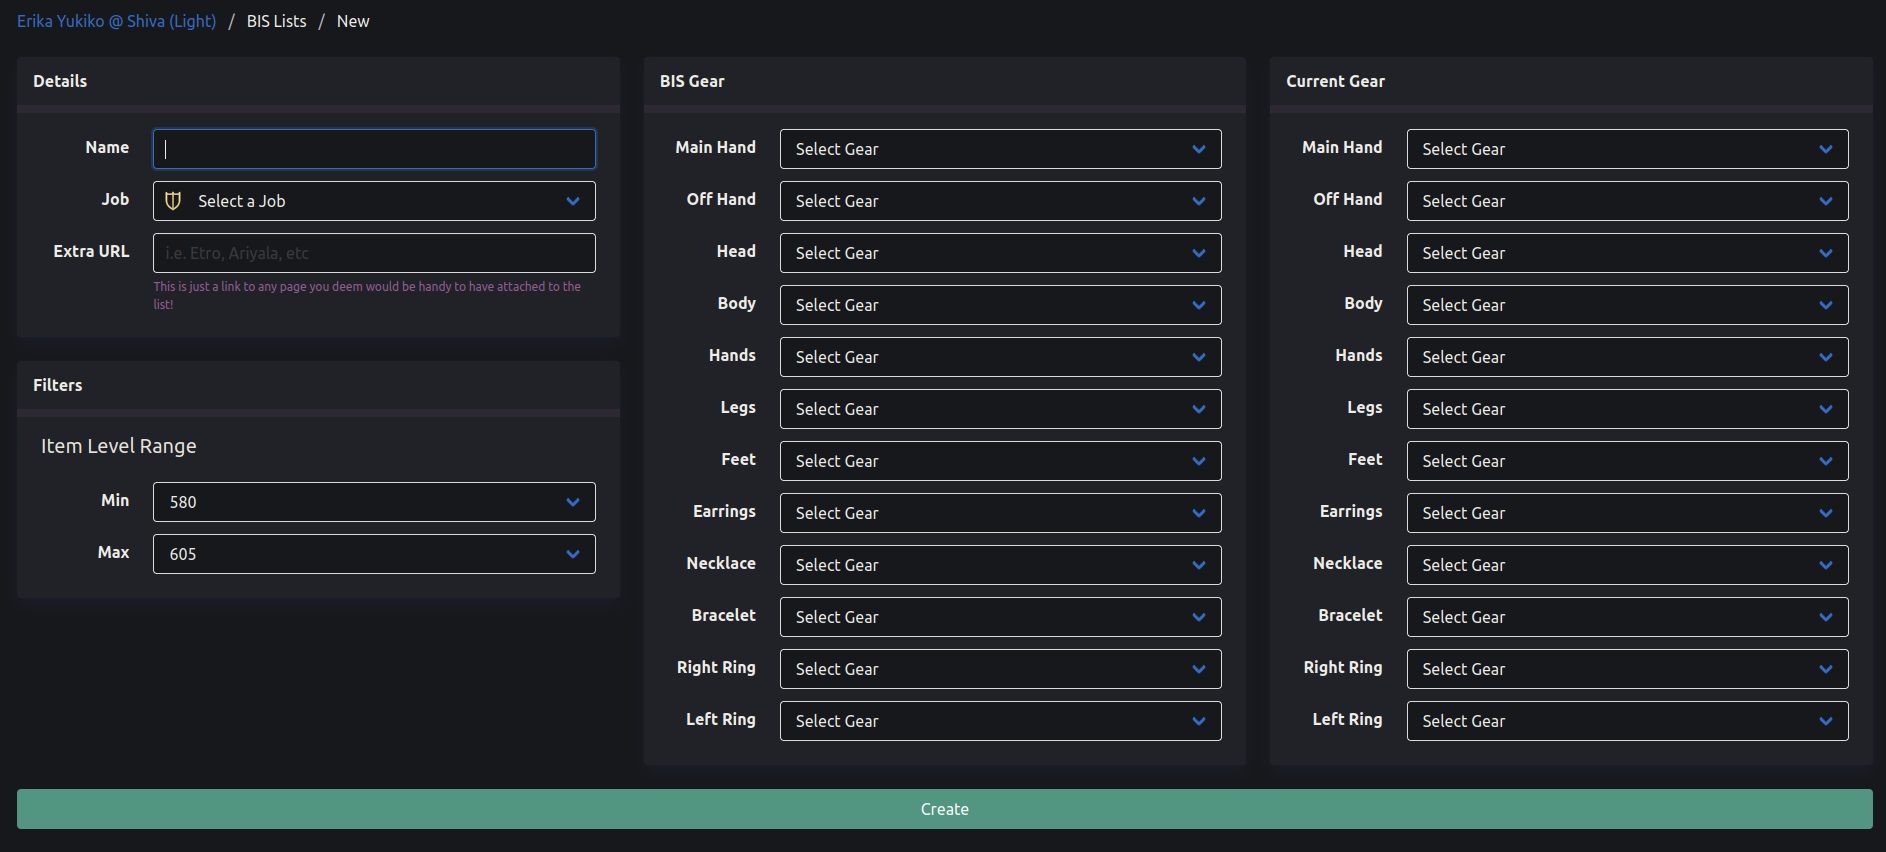 Erika Yukiko @ Shiva (Light) / BIS Lists / New
Details
Name
Job Select a Job
Extra URL i.e. Etro, Ariyala, etc
This is just a link to any page you deem would be handy to have attached to the
list!
Filters
Item Level Range
Min 580
Max 605
BIS Gear
Main Hand Select Gear
Off Hand Select Gear
Head Select Gear
Body Select Gear
Hands Select Gear
Legs Select Gear
Feet Select Gear
Earrings Select Gear
Necklace Select Gear
Bracelet Select Gear
Right Ring Select Gear
Left Ring Select Gear
Current Gear
Main Hand Select Gear
Off Hand Select Gear
Head Select Gear
Body Select Gear
Hands Select Gear
Legs Select Gear
Feet Select Gear
Earrings Select Gear
Necklace Select Gear
Bracelet Select Gear
Right Ring Select Gear
Left Ring Select Gear
Create